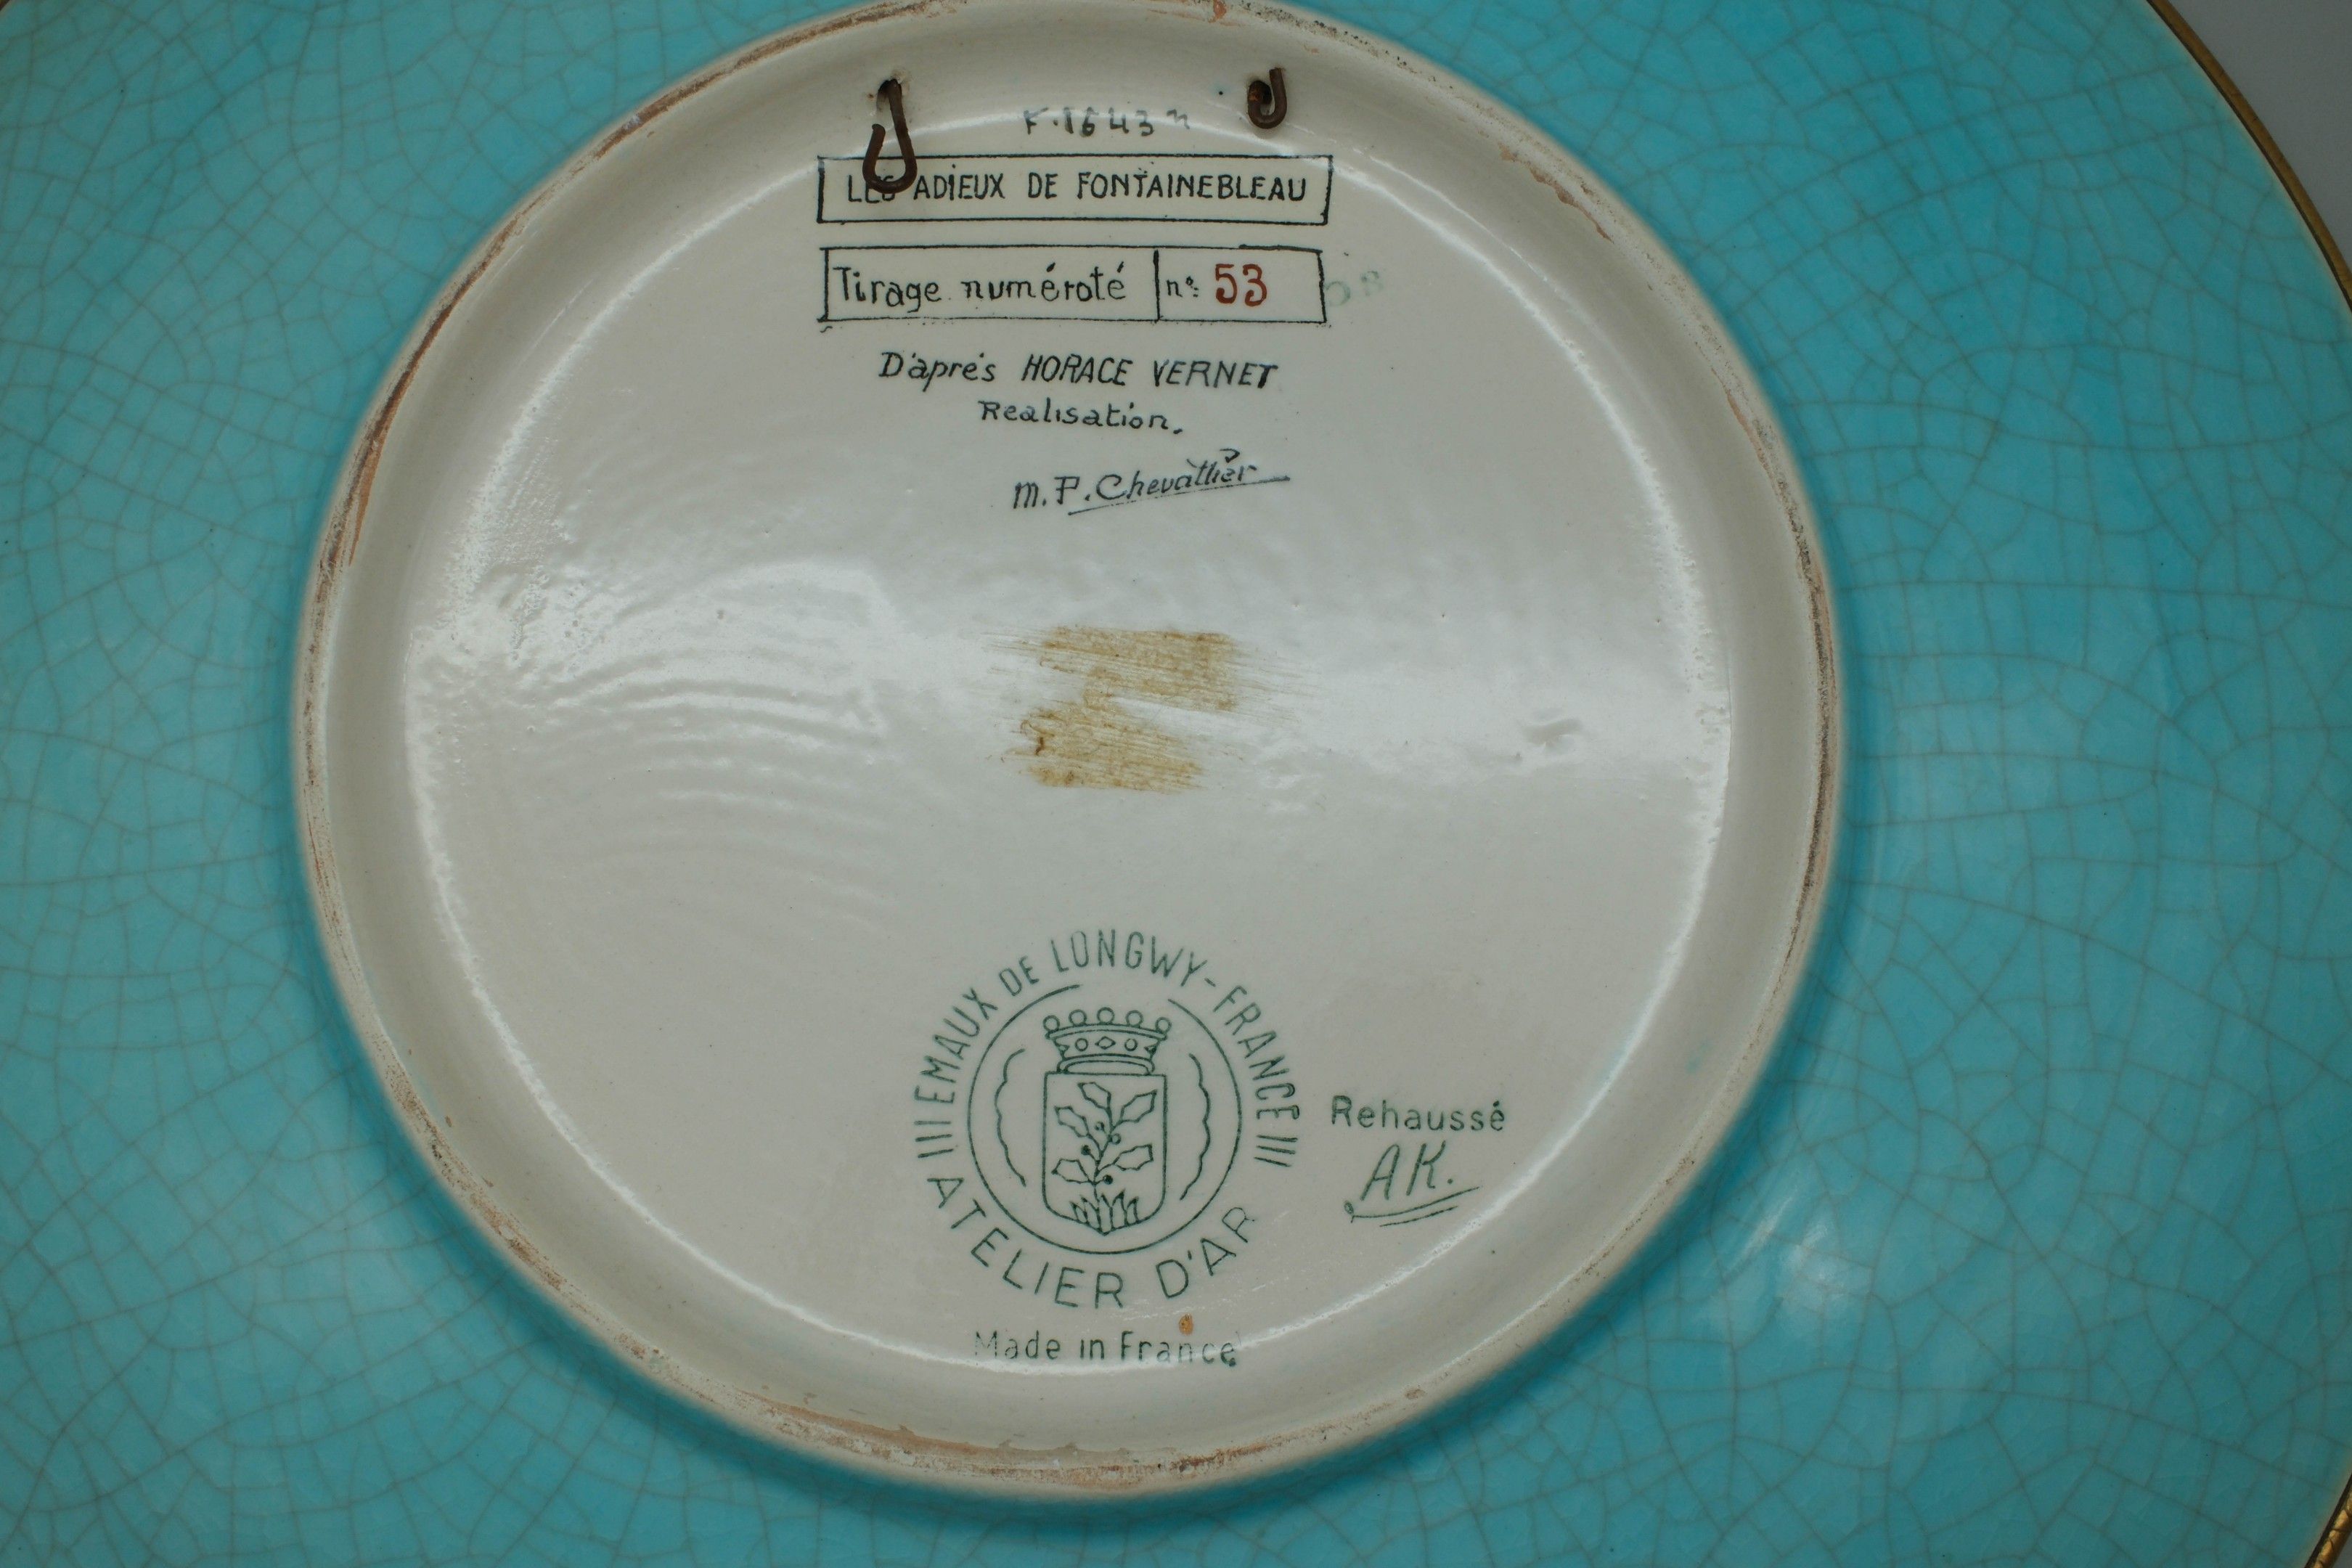 F.1643
LES ADIEUX DE FONTAINEBLEAU
Tirage numéroté n° 53
D'aprés HORACE VERNET
Realisation.
M.P. Chevallier
EMAUX DE LONGWY-FRANCE
ATELIER D'AR
Rehaussé
AK.
Made in France